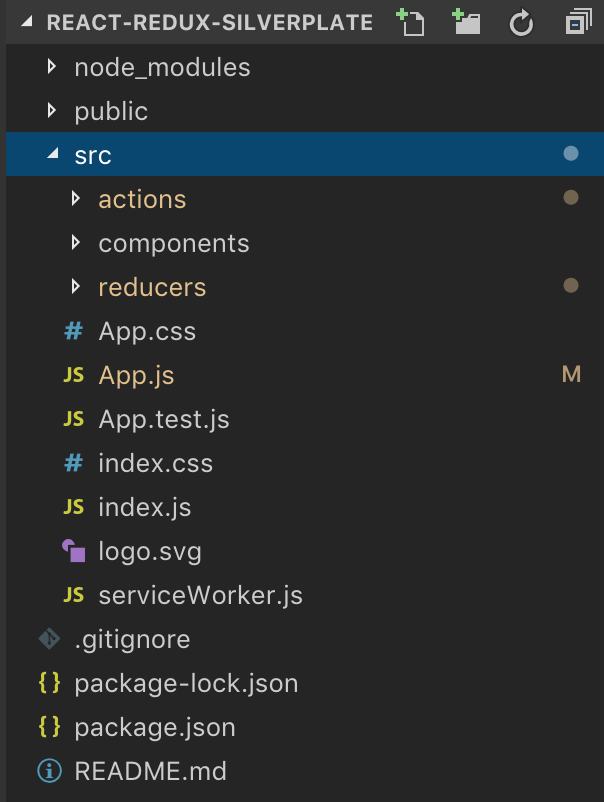 REACT-REDUX-SILVERPLATE
node_modules
public
src
actions
components
reducers
# App.css
JS App.js M
JS App.test.js
# index.css
JS index.js
logo.svg
JS serviceWorker.js
.gitignore
{} package-lock.json
{} package.json
README.md